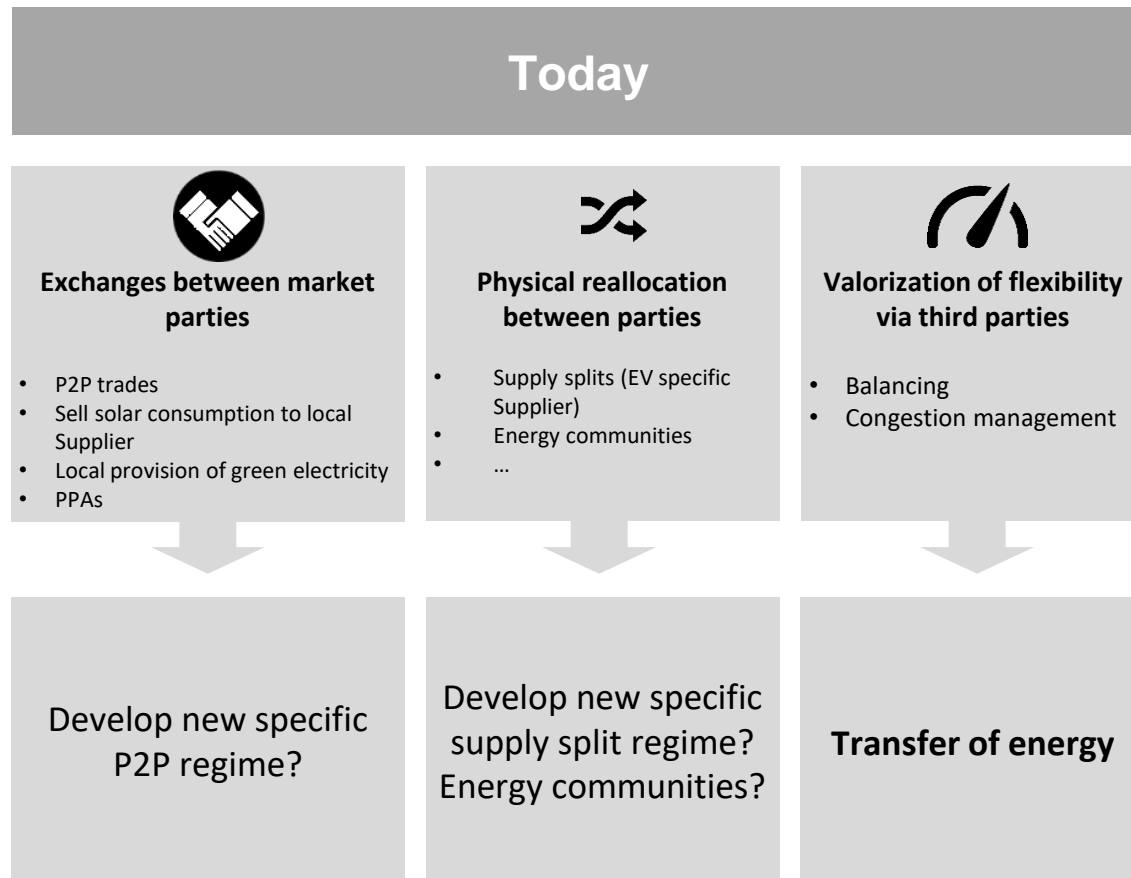 Today
Exchanges between market
parties
• P2P trades
• Sell solar consumption to local
Supplier
• Local provision of green electricity
• PPAs
Physical reallocation
between parties
• Supply splits (EV specific
Supplier)
• Energy communities
• ...
Valorization of flexibility
via third parties
• Balancing
• Congestion management
Develop new specific
P2P regime?
Develop new specific
supply split regime?
Energy communities?
Transfer of energy